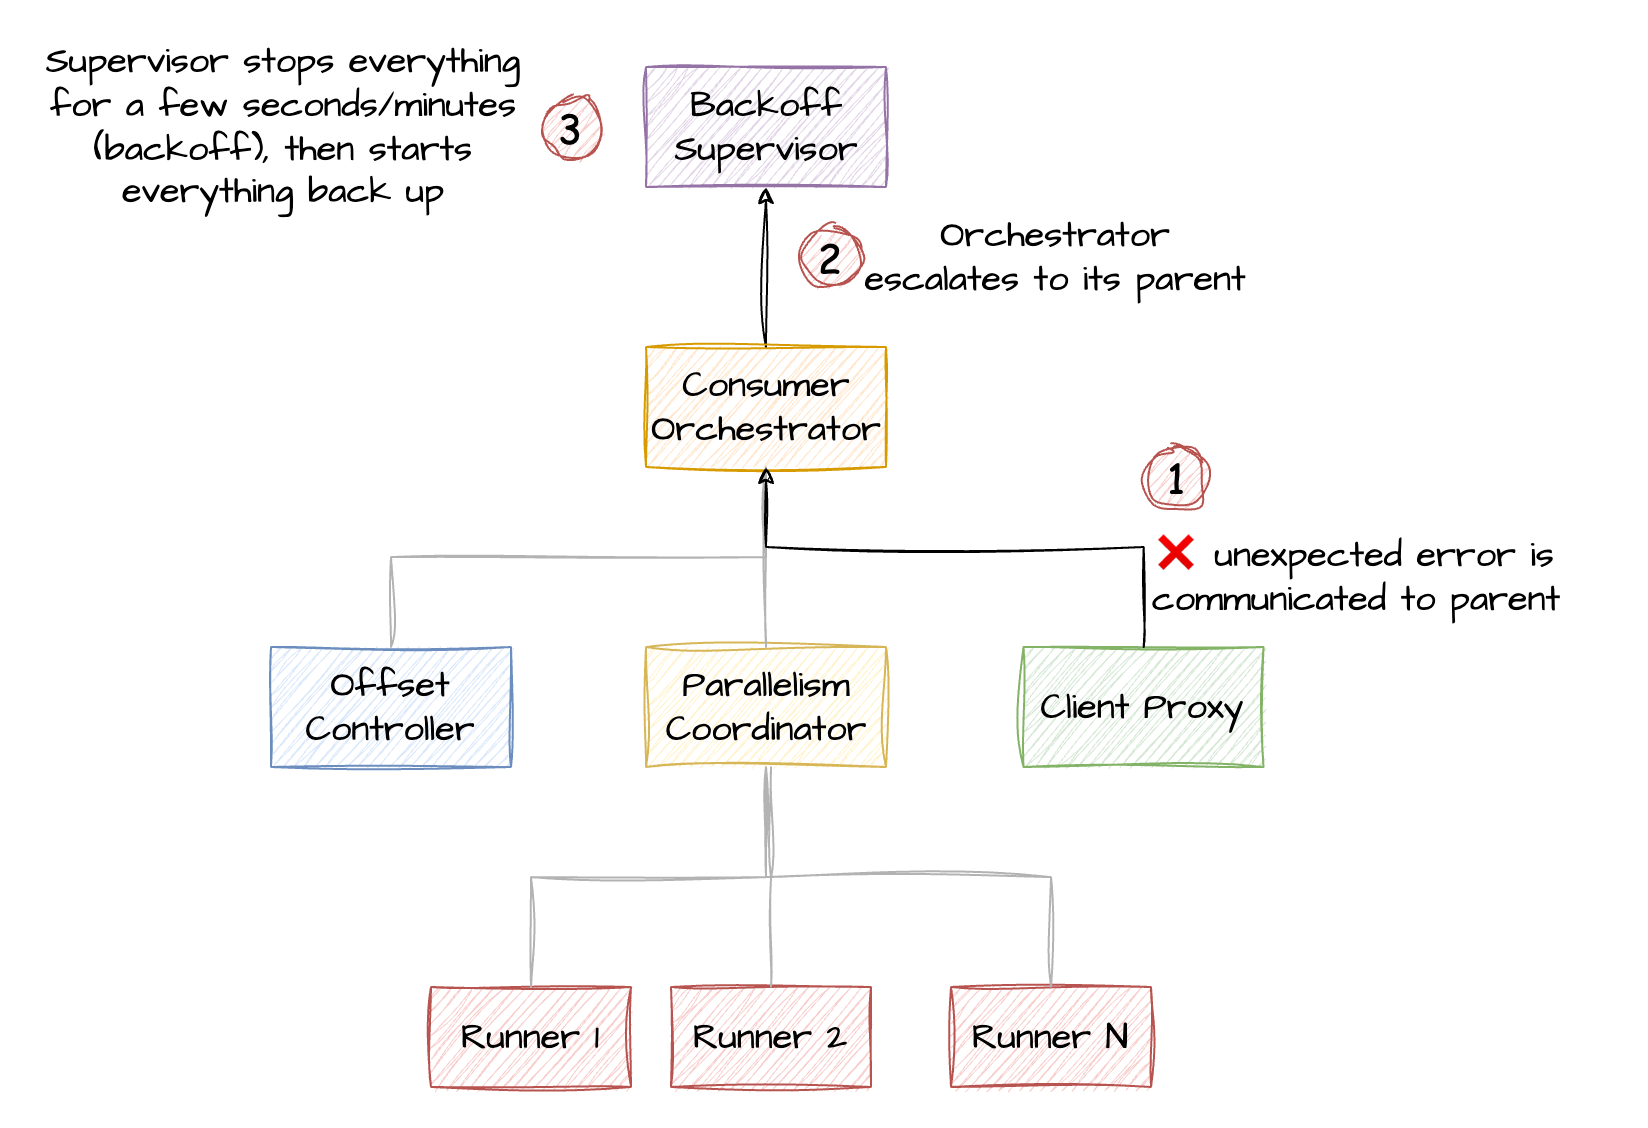 Supervisor stops everything
for a few seconds/minutes
(backoff), then starts
everything back up
3
Backoff
Supervisor
2
Orchestrator
escalates to its parent
Consumer
Orchestrator
1
❌ unexpected error is
communicated to parent
Offset
Controller
Parallelism
Coordinator
Client Proxy
Runner 1
Runner 2
Runner N